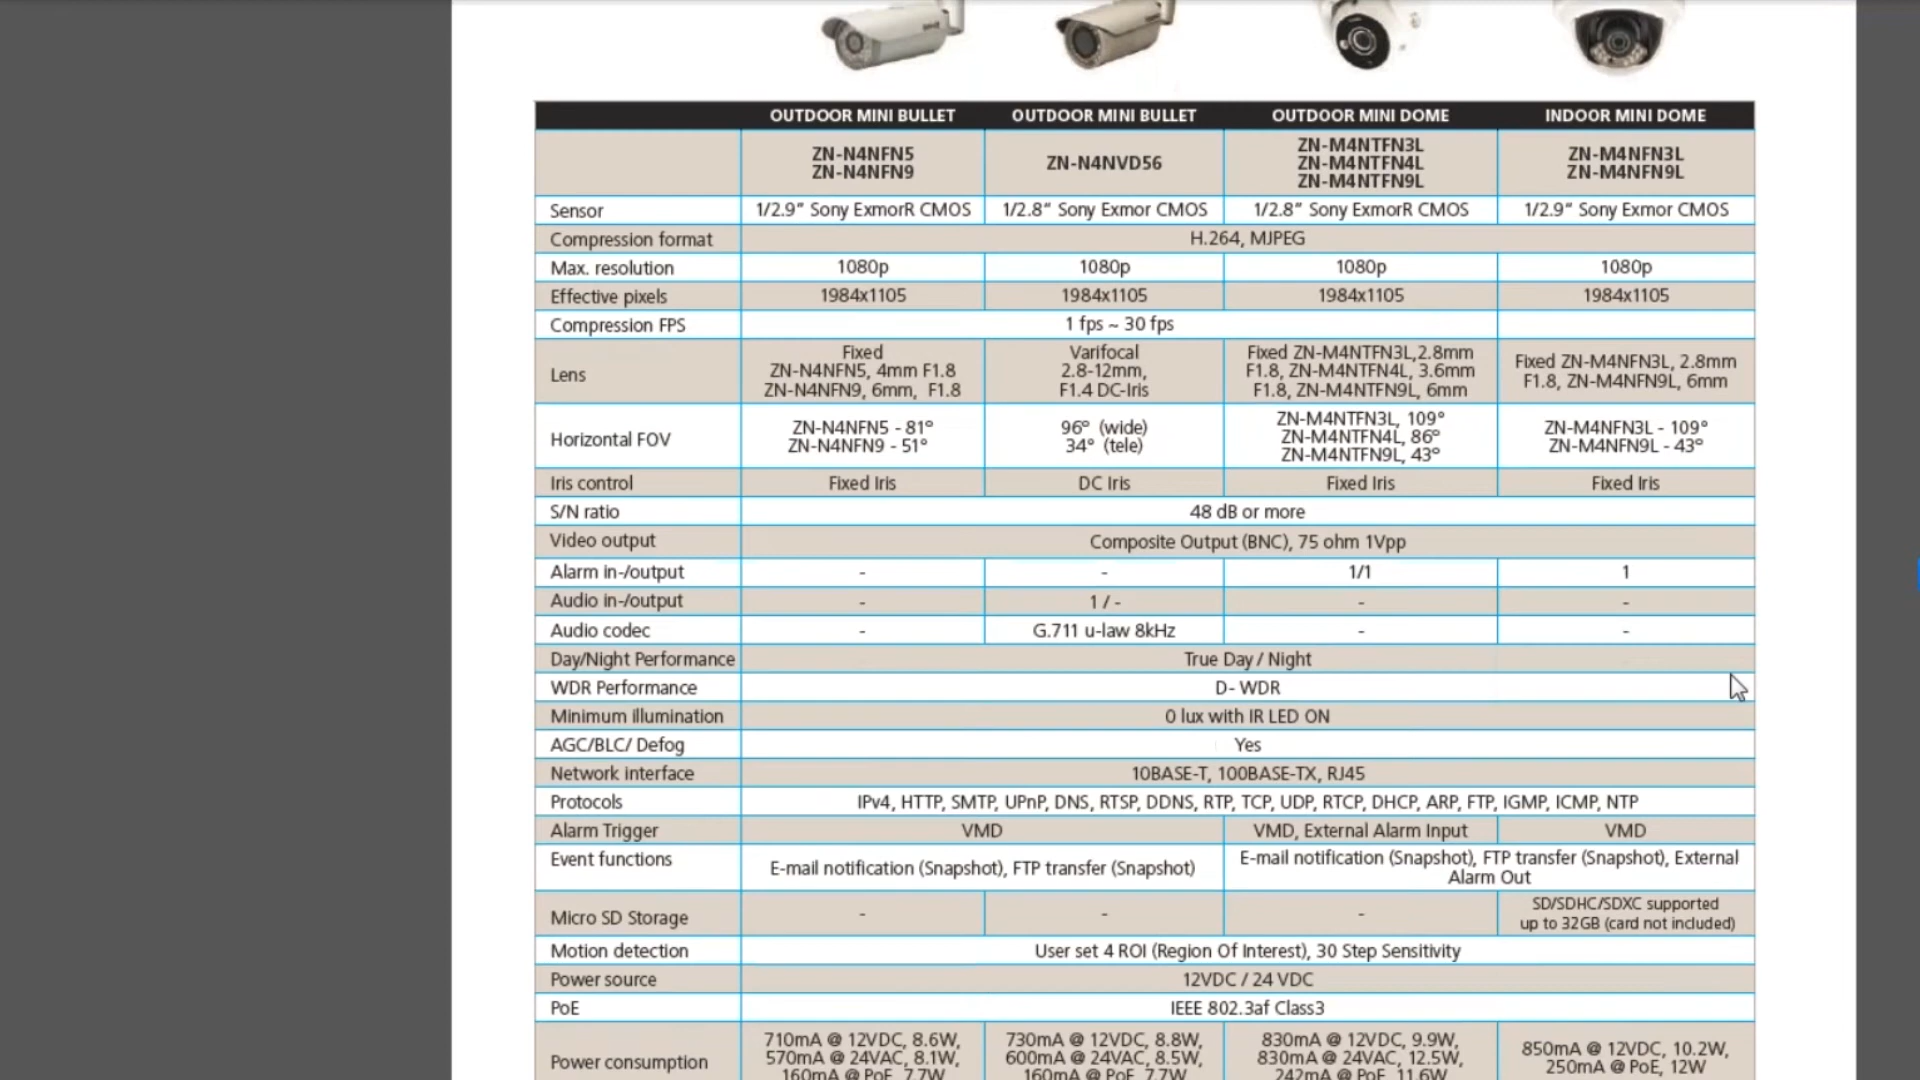 OUTDOOR MINI BULLET OUTDOOR MINI BULLET OUTDOOR MINI DOME INDOOR MINI DOME
ZN-N4NFN5
ZN-N4NFN9
ZN-N4NVD56
ZN-M4NTFN3L
ZN-M4NTFN4L
ZN-M4NTFN9L
ZN-M4NFN3L
ZN-M4NFN9L
Sensor 1/2.9” Sony ExmorR CMOS 1/2.8” Sony Exmor CMOS 1/2.8” Sony ExmorR CMOS 1/2.9” Sony Exmor CMOS
Compression format H.264, MJPEG
Max. resolution 1080p 1080p 1080p 1080p
Effective pixels 1984x1105 1984x1105 1984x1105 1984x1105
Compression FPS 1 fps ~ 30 fps
Lens
Fixed
ZN-N4NFN5, 4mm F1.8
ZN-N4NFN9, 6mm, F1.8
Varifocal
2.8-12mm,
F1.4 DC-Iris
Fixed ZN-M4NTFN3L,2.8mm
F1.8, ZN-M4NTFN4L, 3.6mm
F1.8, ZN-M4NTFN9L, 6mm
Fixed ZN-M4NFN3L, 2.8mm
F1.8, ZN-M4NFN9L, 6mm
Horizontal FOV
ZN-N4NFN5 - 81°
ZN-N4NFN9 - 51°
96° (wide)
34° (tele)
ZN-M4NTFN3L, 109°
ZN-M4NTFN4L, 86°
ZN-M4NTFN9L, 43°
ZN-M4NFN3L - 109°
ZN-M4NFN9L - 43°
Iris control Fixed Iris DC Iris Fixed Iris Fixed Iris
S/N ratio 48 dB or more
Video output Composite Output (BNC), 75 ohm 1Vpp
Alarm in-/output - - 1/1 1
Audio in-/output - 1 / - - -
Audio codec - G.711 u-law 8kHz - -
Day/Night Performance True Day / Night
WDR Performance D- WDR
Minimum illumination 0 lux with IR LED ON
AGC/BLC/ Defog Yes
Network interface 10BASE-T, 100BASE-TX, RJ45
Protocols IPv4, HTTP, SMTP, UPnP, DNS, RTSP, DDNS, RTP, TCP, UDP, RTCP, DHCP, ARP, FTP, IGMP, ICMP, NTP
Alarm Trigger VMD VMD, External Alarm Input VMD
Event functions
E-mail notification (Snapshot), FTP transfer (Snapshot)
E-mail notification (Snapshot), FTP transfer (Snapshot), External
Alarm Out
Micro SD Storage - - -
SD/SDHC/SDXC supported
up to 32GB (card not included)
Motion detection User set 4 ROI (Region Of Interest), 30 Step Sensitivity
Power source 12VDC / 24 VDC
PoE IEEE 802.3af Class3
Power consumption
710mA @ 12VDC, 8.6W,
570mA @ 24VAC, 8.1W,
160mA @ PoE, 7.7W
730mA @ 12VDC, 8.8W,
600mA @ 24VAC, 8.5W,
160mA @ PoE, 7.7W
830mA @ 12VDC, 9.9W,
830mA @ 24VAC, 12.5W,
242mA @ PoE, 11.6W
850mA @ 12VDC, 10.2W,
250mA @ PoE, 12W